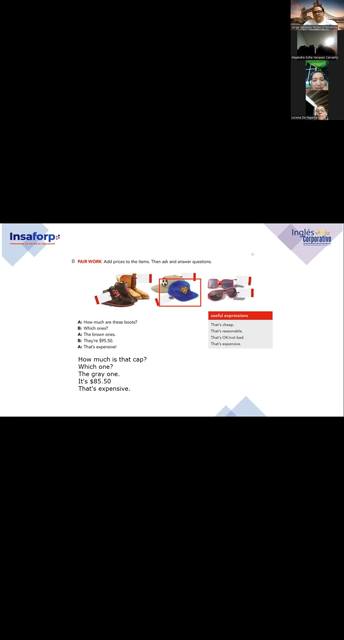 Insaforp
Inglés
Corporativo
B PAIR WORK Add prices to the items. Then ask and answer questions.
A: How much are these boots?
B: Which ones?
A: The brown ones.
B: They're $95.50.
A: That's expensive!
useful expressions
That's cheap.
That's reasonable.
That's OK/not bad.
That's expensive.
How much is that cap?
Which one?
The gray one.
It's $85.50
That's expensive.